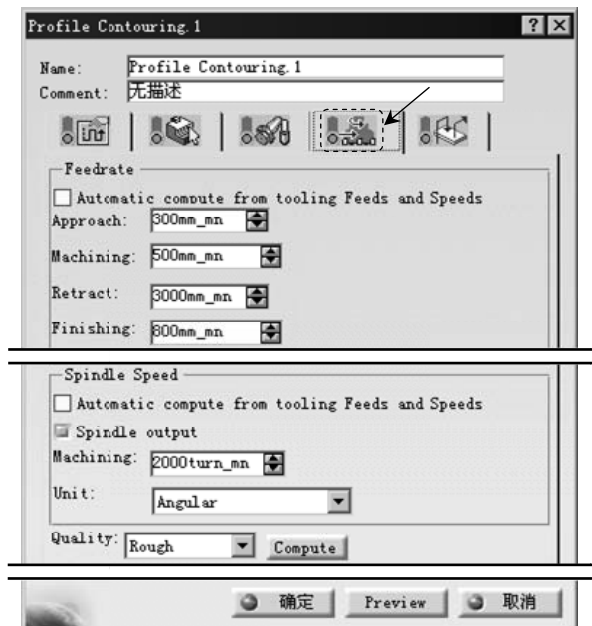 Profile Contouring.1
Name: Profile Contouring.1
Comment: 无描述
Feedrate
Automatic compute from tooling Feeds and Speeds
Approach: 300mm_mn
Machining: 500mm_mn
Retract: 3000mm_mn
Finishing: 800mm_mn
Spindle Speed
Automatic compute from tooling Feeds and Speeds
Spindle output
Machining: 2000turn_mn
Unit: Angular
Quality: Rough Compute
确定 Preview 取消